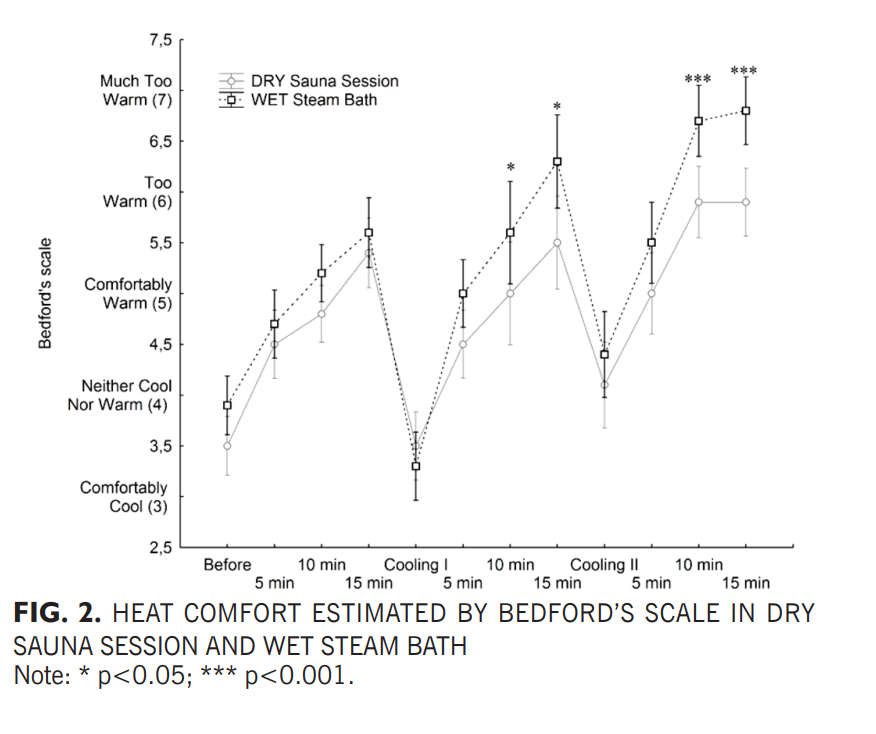 7,5
Much Too
Warm (7)
6,5
Too
Warm (6)
5,5
Comfortably
Warm (5)
4,5
Neither Cool
Nor Warm (4)
3,5
Comfortably
Cool (3)
2,5
Bedford's scale
DRY Sauna Session
WET Steam Bath
*
*
***
***
Before
5 min
10 min
15 min
Cooling I
5 min
10 min
15 min
Cooling II
5 min
10 min
15 min
FIG. 2. HEAT COMFORT ESTIMATED BY BEDFORD’S SCALE IN DRY
SAUNA SESSION AND WET STEAM BATH
Note: * p<0.05; *** p<0.001.